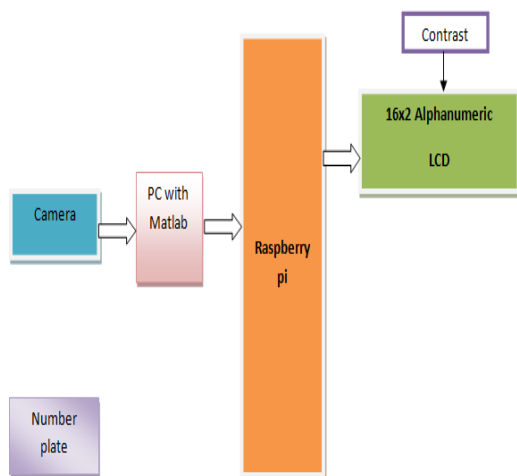 Contrast
16x2 Alphanumeric
LCD
Camera
PC with
Matlab
Raspberry
pi
Number
plate